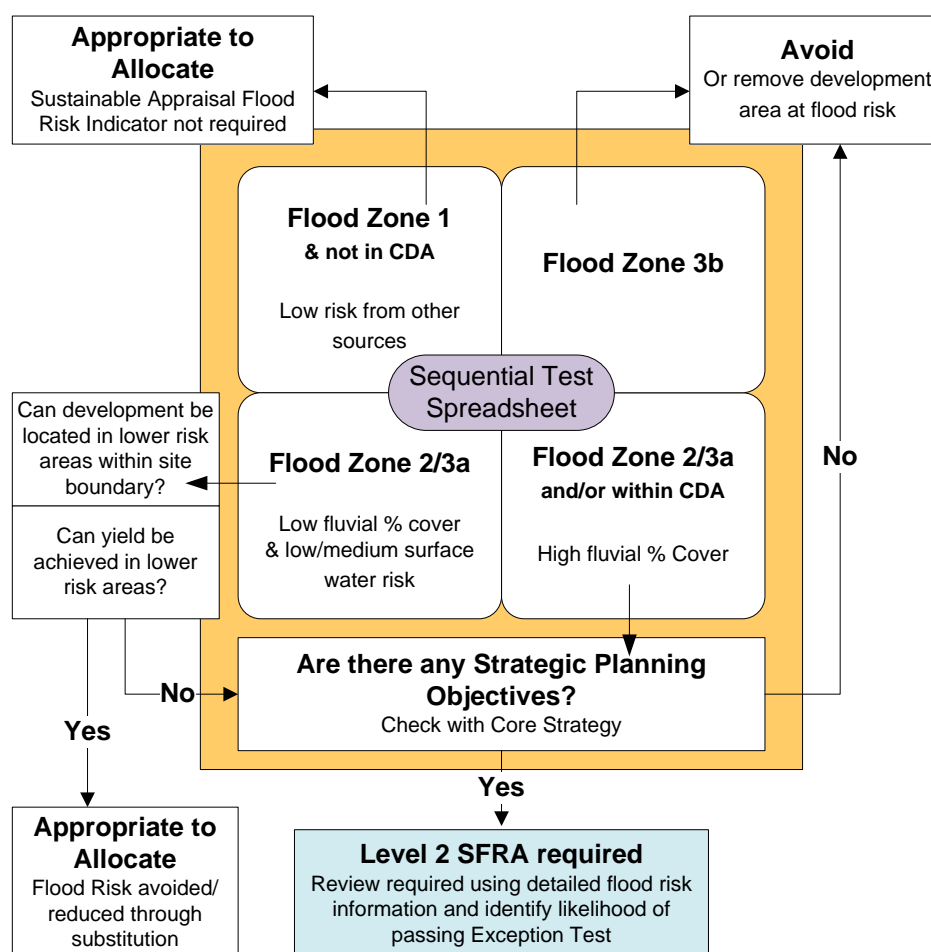 Appropriate to
Allocate
Sustainable Appraisal Flood
Risk Indicator not required
Avoid
Or remove development
area at flood risk
Flood Zone 1
& not in CDA
Low risk from other
sources
Flood Zone 3b
Sequential Test
Spreadsheet
Can development be
located in lower risk
areas within site
boundary?
Can yield be
achieved in lower
risk areas?
Flood Zone 2/3a
Low fluvial % cover
& low/medium surface
water risk
Flood Zone 2/3a
and/or within CDA
High fluvial % Cover
No
Are there any Strategic Planning
Objectives?
Check with Core Strategy
No
Yes
Yes
Appropriate to
Allocate
Flood Risk avoided/
reduced through
substitution
Level 2 SFRA required
Review required using detailed flood risk
information and identify likelihood of
passing Exception Test